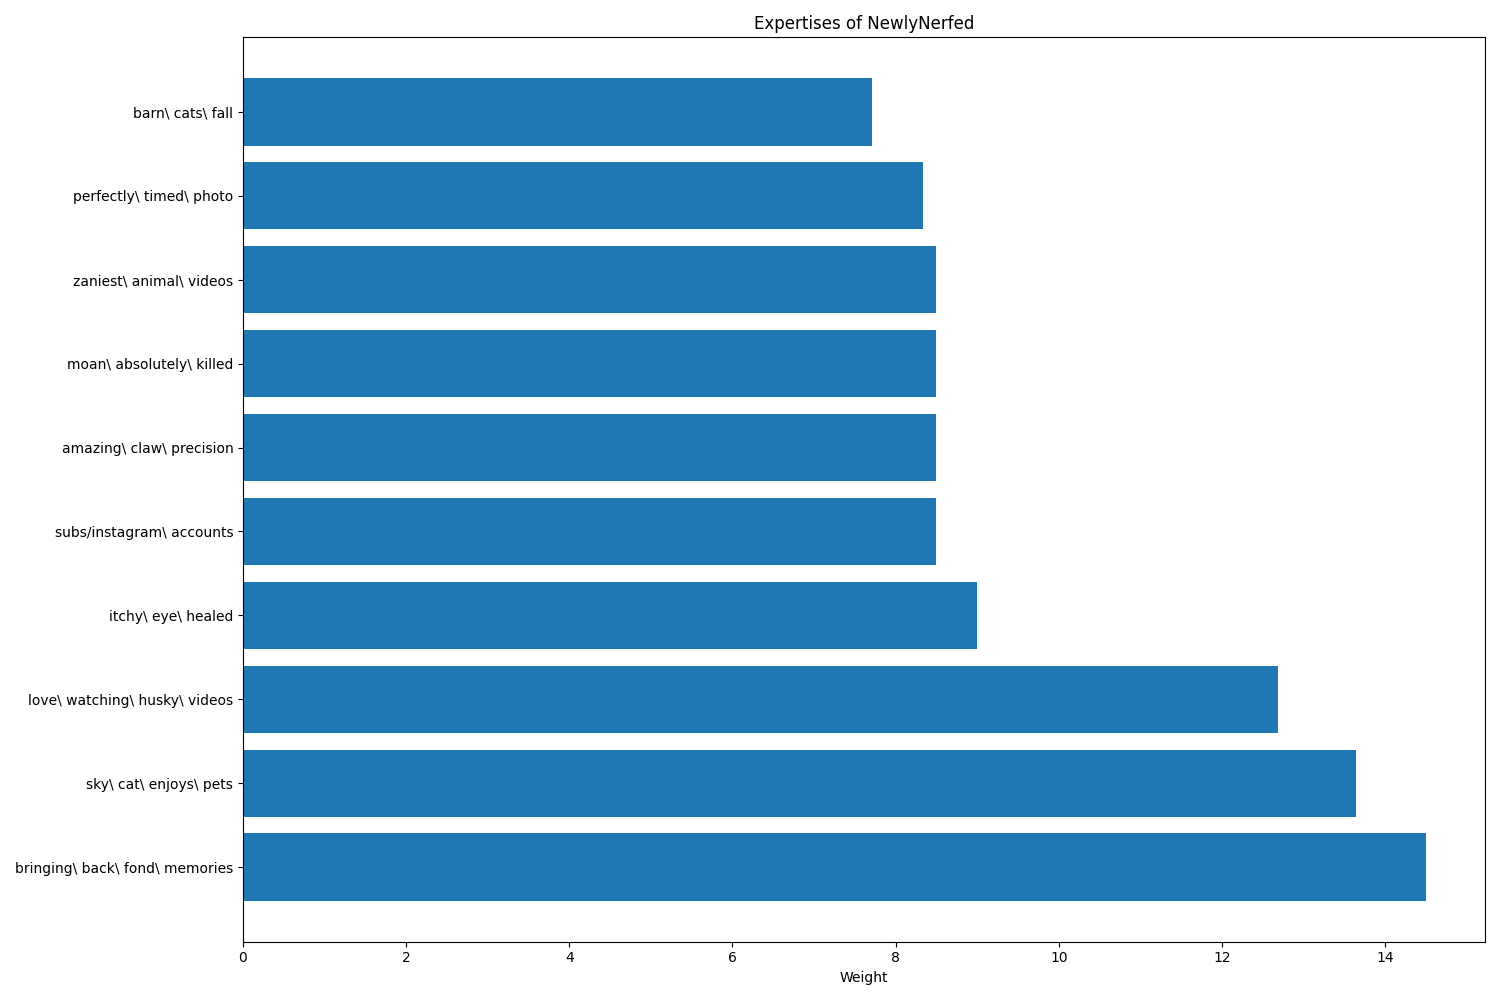 Expertises of NewlyNerfed
barn\ cats\ fall
perfectly\ timed\ photo
zaniest\ animal\ videos
moan\ absolutely\ killed
amazing\ claw\ precision
subs/instagram\ accounts
itchy\ eye\ healed
love\ watching\ husky\ videos
sky\ cat\ enjoys\ pets
bringing\ back\ fond\ memories
0 2 4 6 8 10 12 14
Weight